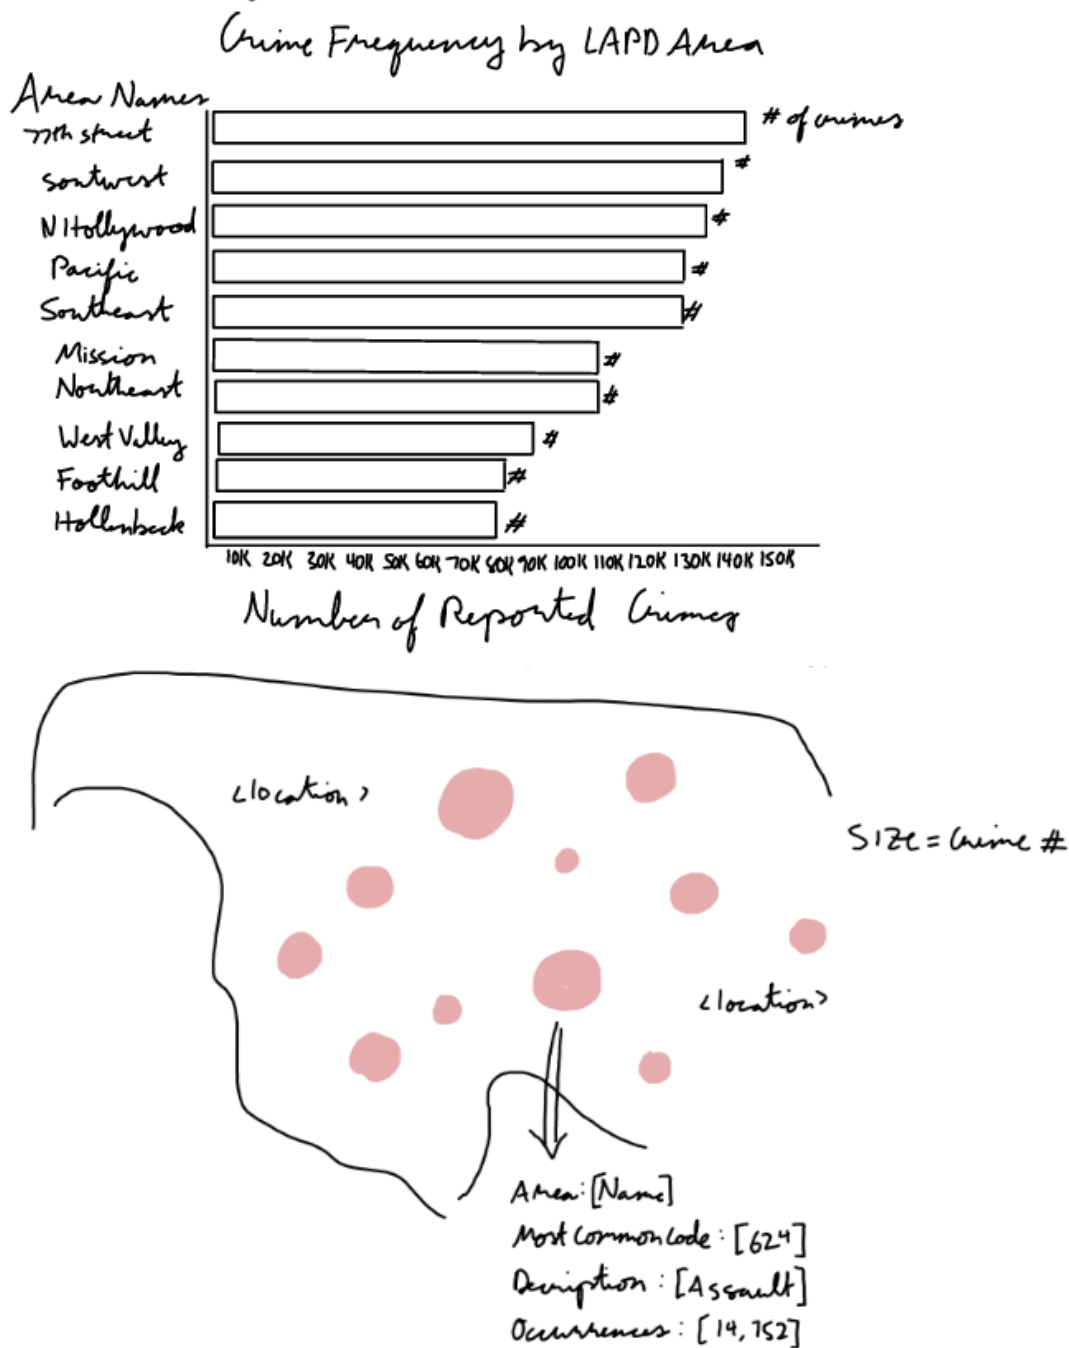 Crime Frequency by LAPD Area
Area Names
77th street
# of crimes
Soutwest
#
N Hollywood
#
Pacific
#
Southeast
#
Mission
#
Northeast
#
West Valley
#
Foothill
#
Hollenback
#
10K 20K 30K 40K 50K 60K 70K 80K 90K 100K 110K 120K 130K 140K 150K
Number of Reported Crimes
<location>
SIZE = Crime #
<location>
Area: [Name]
Most Common Code: [624]
Description: [Assault]
Occurrences: [14,752]